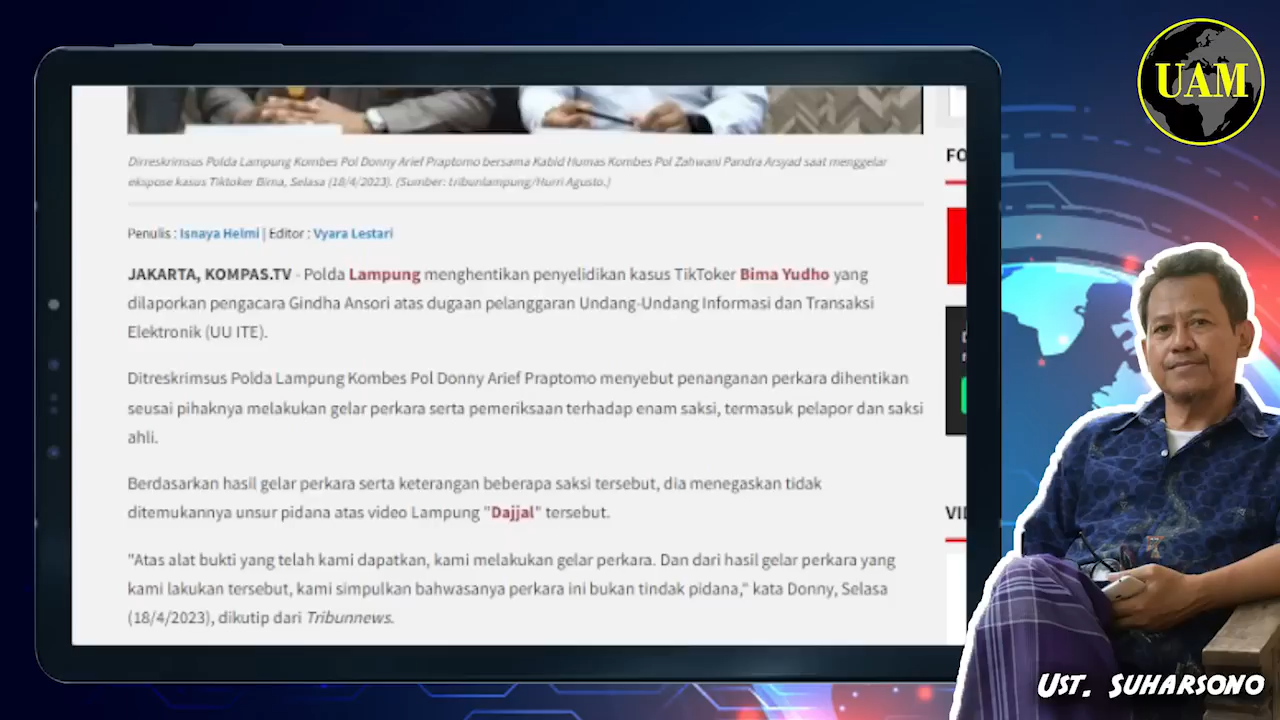 UAM
Dirreskrimsus Polda Lampung Kombes Pol Donny Arief Praptomo bersama Kabid Humas Kombes Pol Zahwani Pandra Arsyad saat menggelar
ekspose kasus Tiktoker Bima, Selasa (18/4/2023). (Sumber: tribunlampung/Hurri Agusto.)
FO
Penulis : Isnaya Helmi | Editor : Vyara Lestari
JAKARTA, KOMPAS.TV - Polda Lampung menghentikan penyelidikan kasus TikToker Bima Yudho yang
dilaporkan pengacara Gindha Ansori atas dugaan pelanggaran Undang-Undang Informasi dan Transaksi
Elektronik (UU ITE).
Ditreskrimsus Polda Lampung Kombes Pol Donny Arief Praptomo menyebut penanganan perkara dihentikan
seusai pihaknya melakukan gelar perkara serta pemeriksaan terhadap enam saksi, termasuk pelapor dan saksi
ahli.
Berdasarkan hasil gelar perkara serta keterangan beberapa saksi tersebut, dia menegaskan tidak
ditemukannya unsur pidana atas video Lampung "Dajjal" tersebut.
VI
"Atas alat bukti yang telah kami dapatkan, kami melakukan gelar perkara. Dan dari hasil gelar perkara yang
kami lakukan tersebut, kami simpulkan bahwasanya perkara ini bukan tindak pidana," kata Donny, Selasa
(18/4/2023), dikutip dari Tribunnews.
UST. SUHARSONO